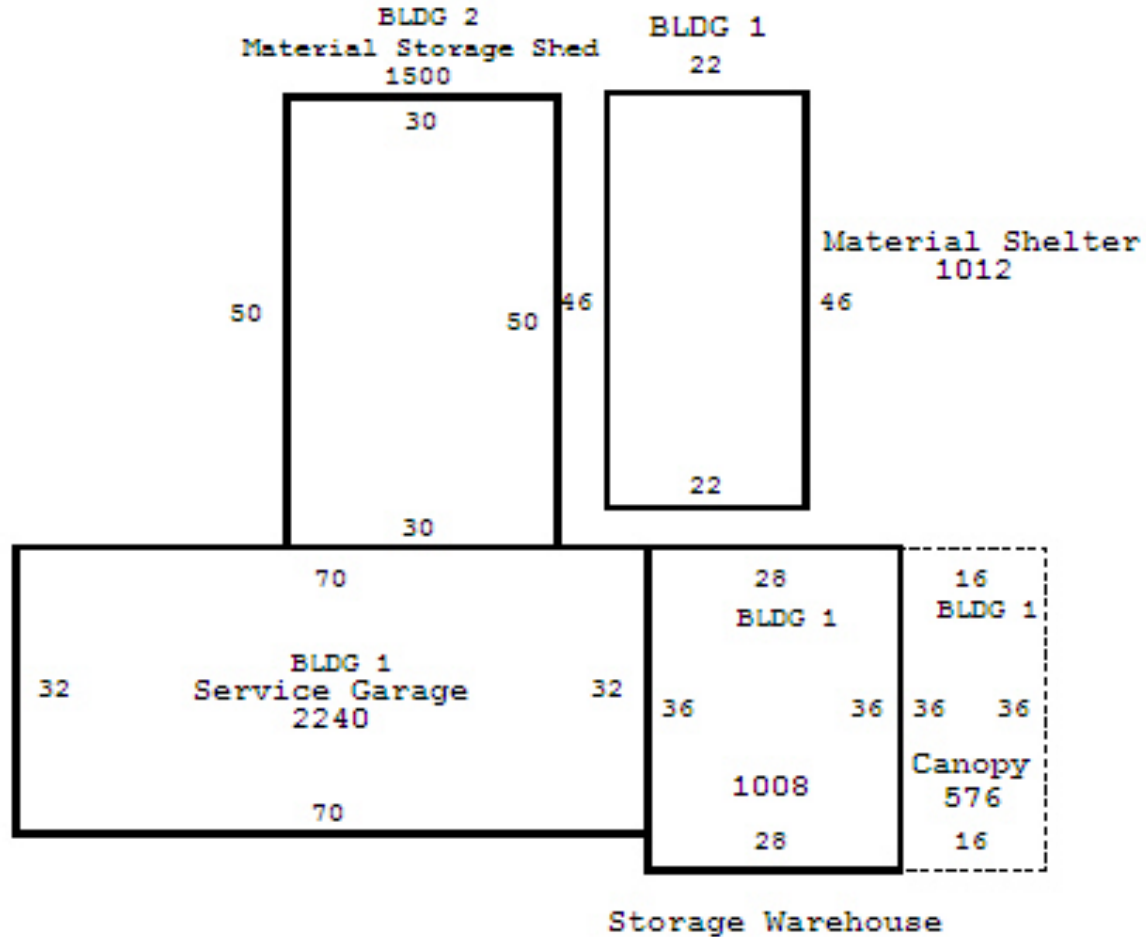 BLDG 2
Material Storage Shed
1500
30
50
50
30
BLDG 1
22
46
46
Material Shelter
1012
22
70
32
BLDG 1
Service Garage
2240
32
70
28
BLDG 1
36
36
1008
28
Storage Warehouse
16
BLDG 1
36
36
Canopy
576
16